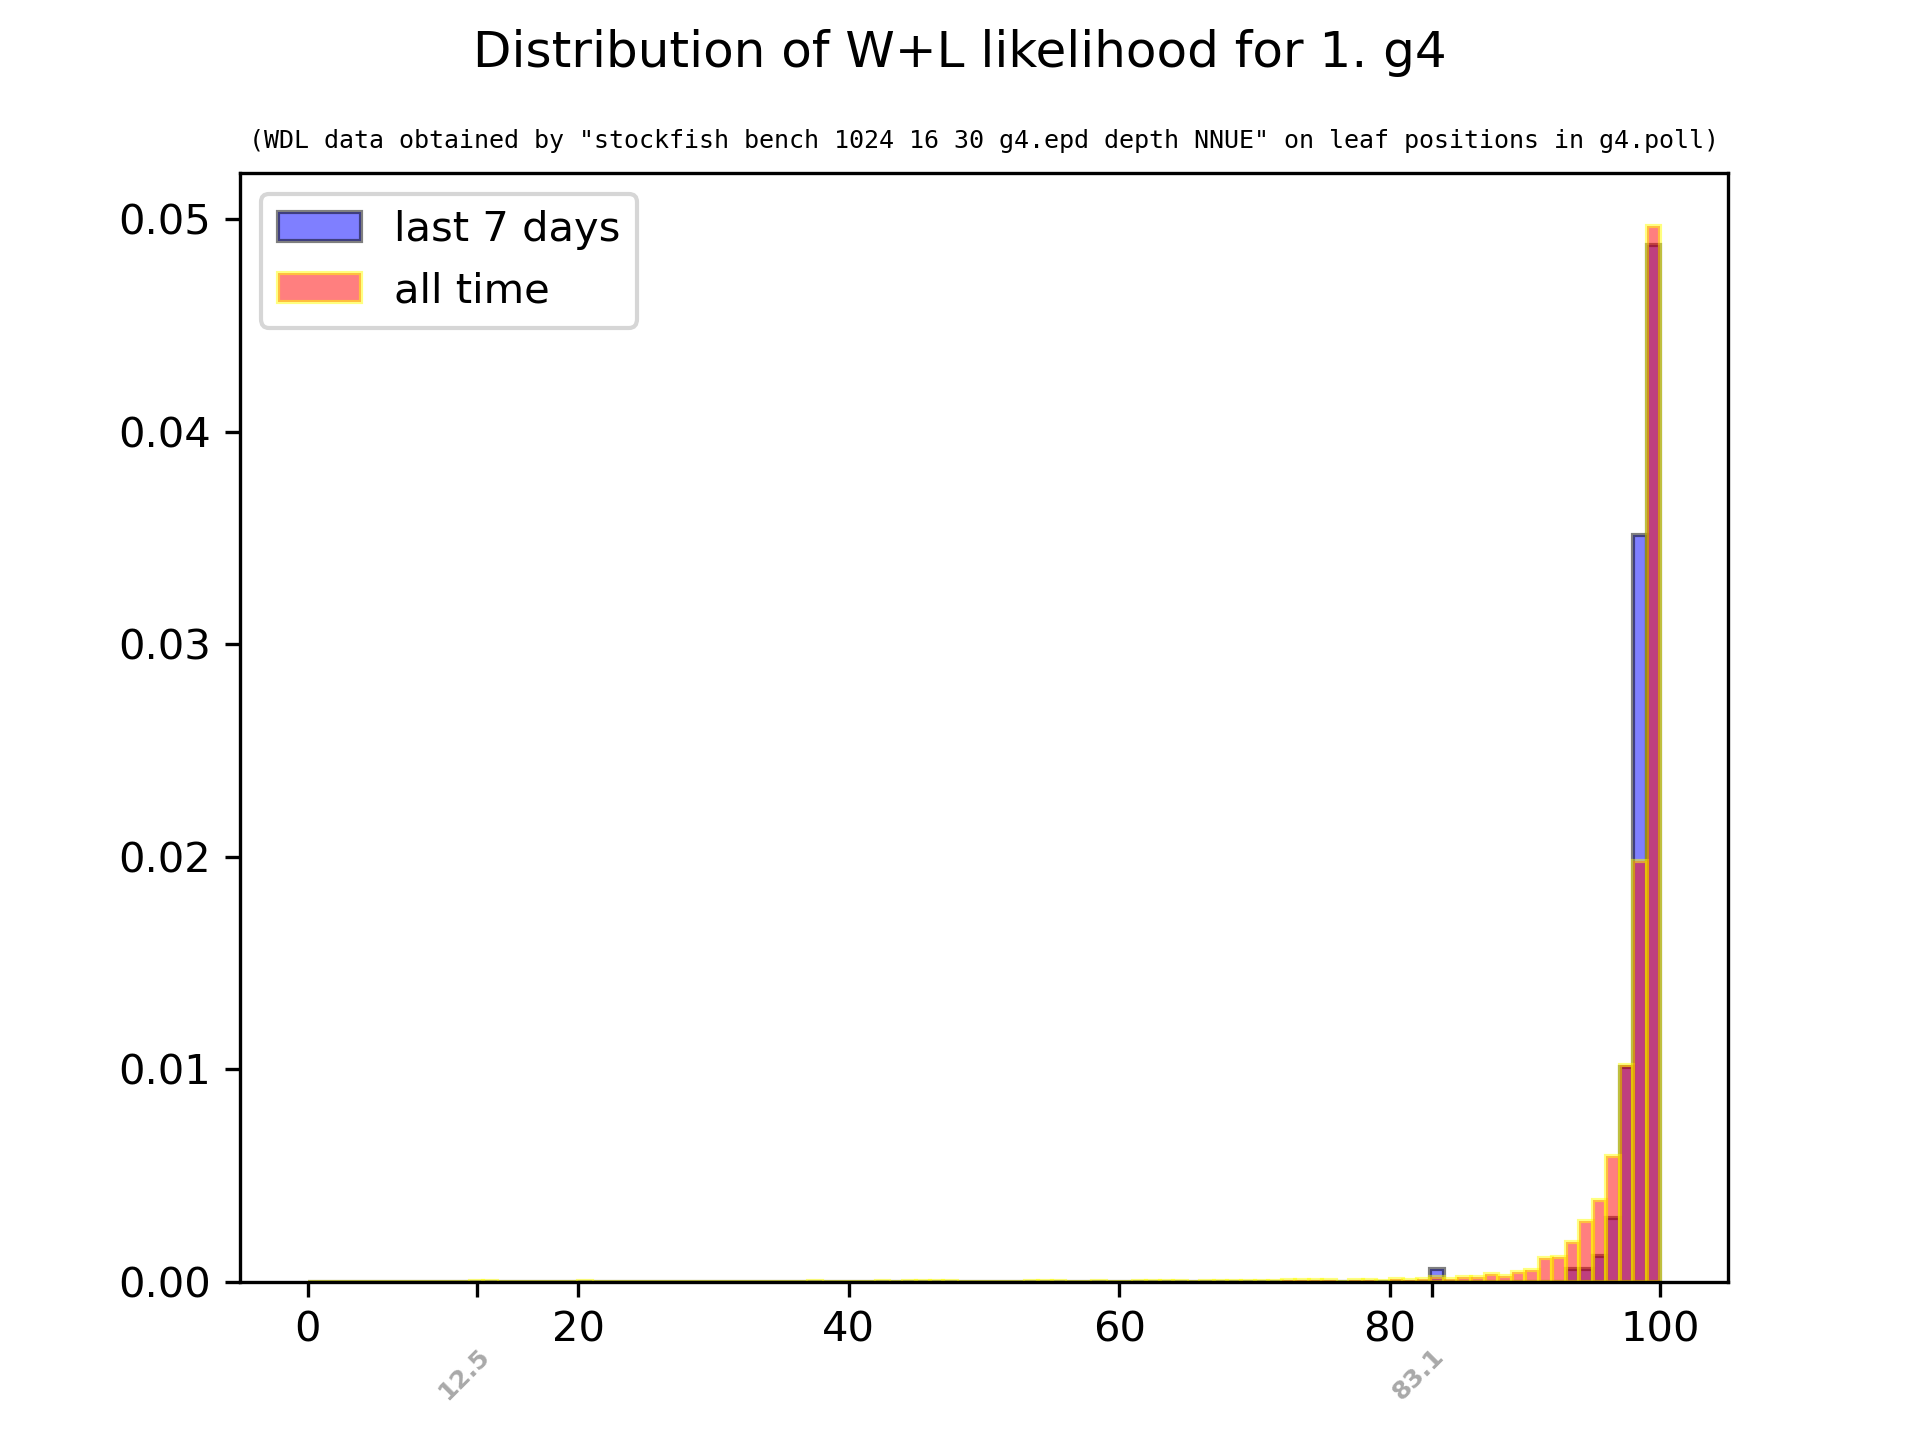 Distribution of W+L likelihood for 1. g4
(WDL data obtained by "stockfish bench 1024 16 30 g4.epd depth NNUE" on leaf positions in g4.poll)
last 7 days
all time
0.05
0.04
0.03
0.02
0.01
0.00
0 20 40 60 80 100
12.5 83.1